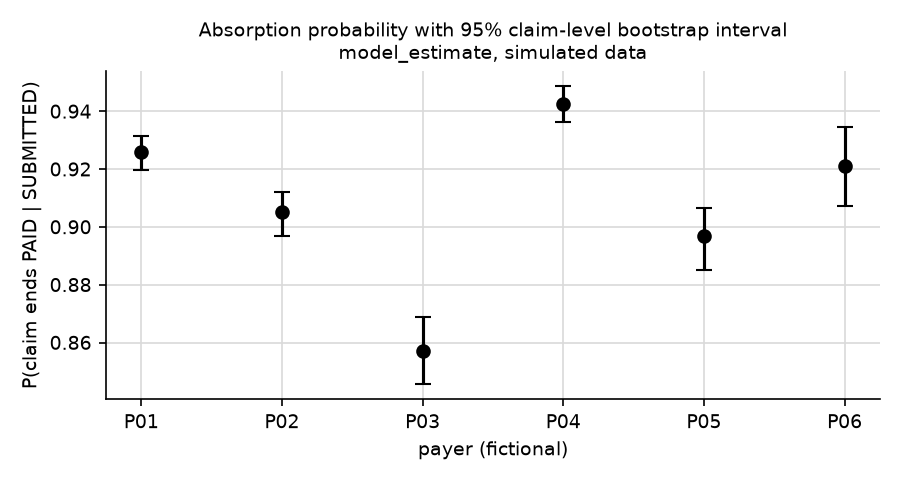 Absorption probability with 95% claim-level bootstrap interval
model_estimate, simulated data
P(claim ends PAID | SUBMITTED)
0.94
0.92
0.90
0.88
0.86
P01 P02 P03 P04 P05 P06
payer (fictional)